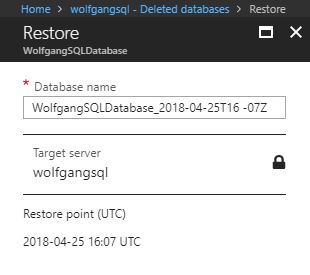 Home > wolfgangsql - Deleted databases > Restore
Restore
WolfgangSQLDatabase
* Database name
WolfgangSQLDatabase_2018-04-25T16 -07Z
Target server
wolfgangsql
Restore point (UTC)
2018-04-25 16:07 UTC